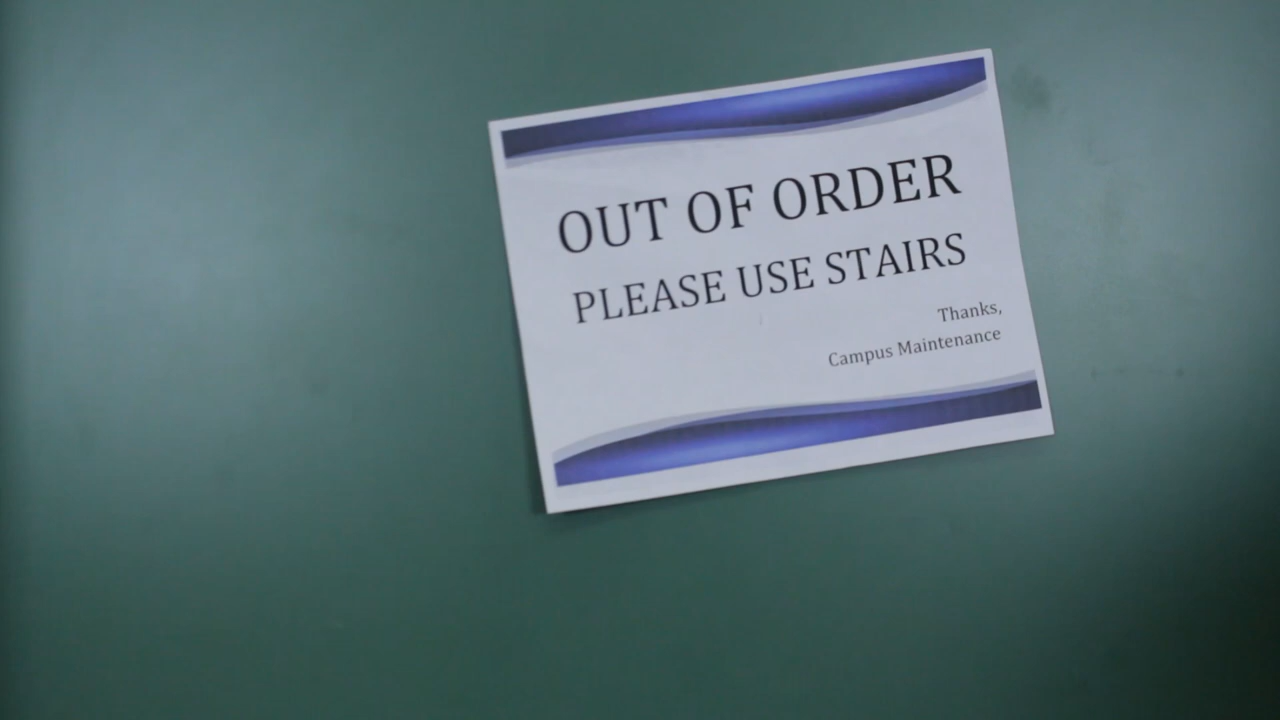 OUT OF ORDER
PLEASE USE STAIRS
Thanks,
Campus Maintenance